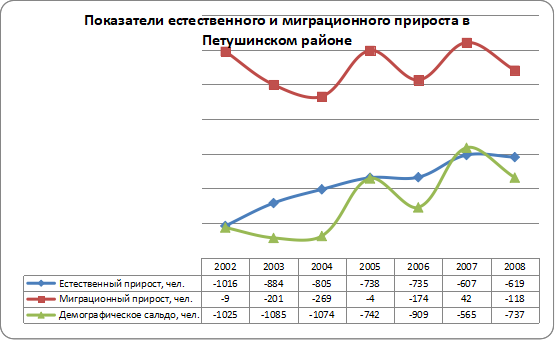 Показатели естественного и миграционного прироста в
Петушинском районе
2002 2003 2004 2005 2006 2007 2008
Естественный прирост, чел. -1016 -884 -805 -738 -735 -607 -619
Миграционный прирост, чел. -9 -201 -269 -4 -174 42 -118
Демографическое сальдо, чел. -1025 -1085 -1074 -742 -909 -565 -737